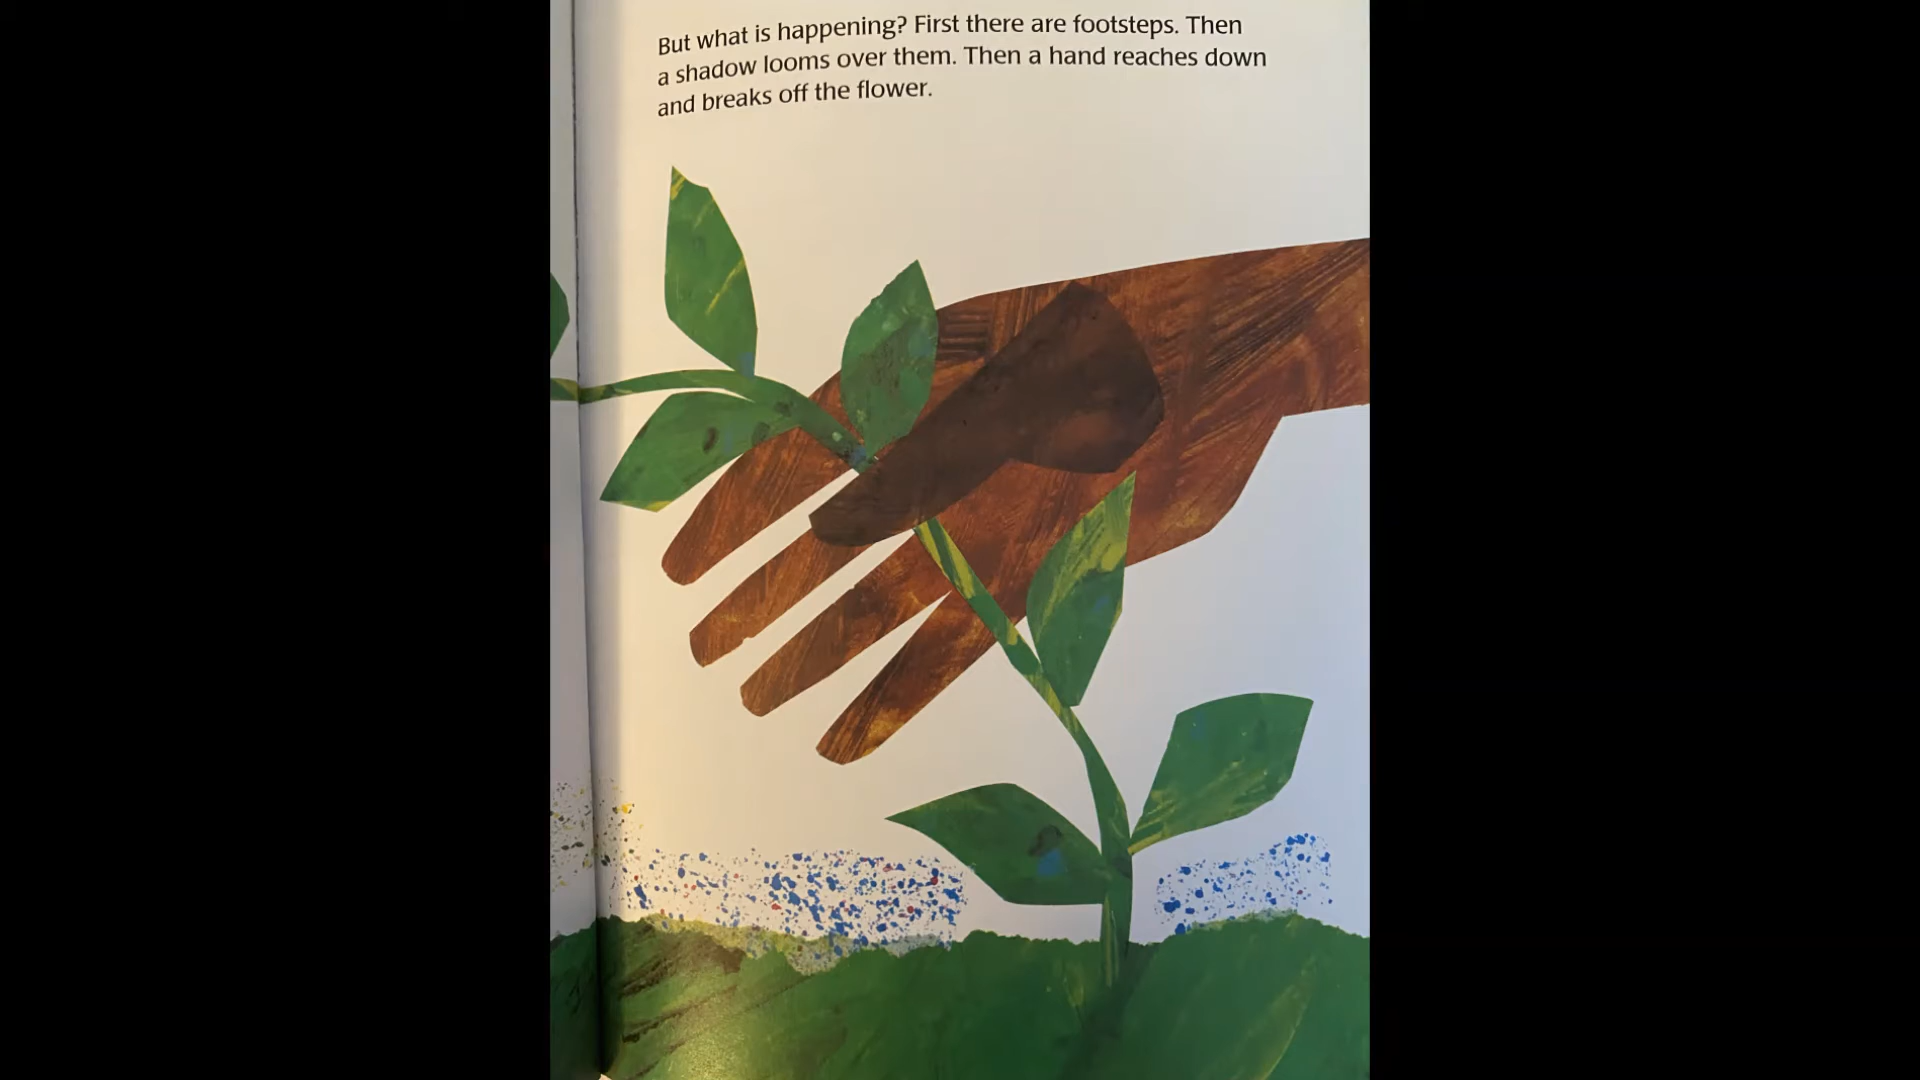 But what is happening? First there are footsteps. Then
a shadow looms over them. Then a hand reaches down
and breaks off the flower.